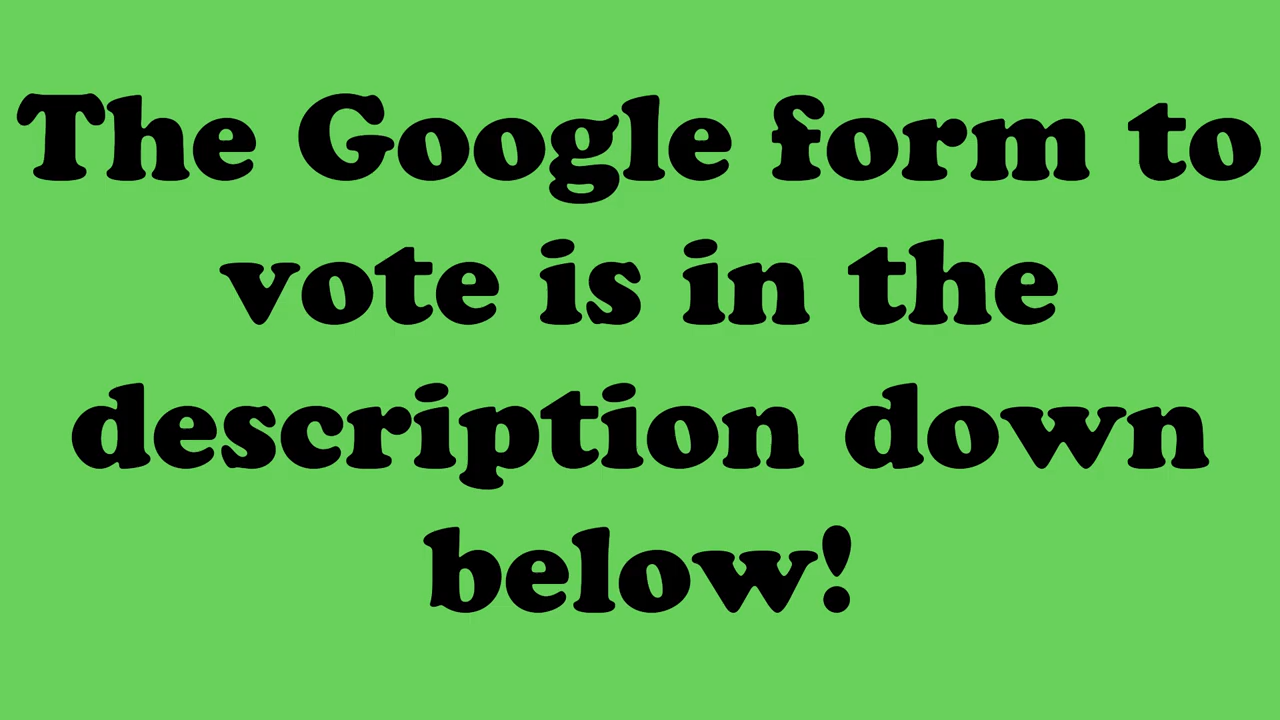 The Google form to
vote is in the
description down
below!